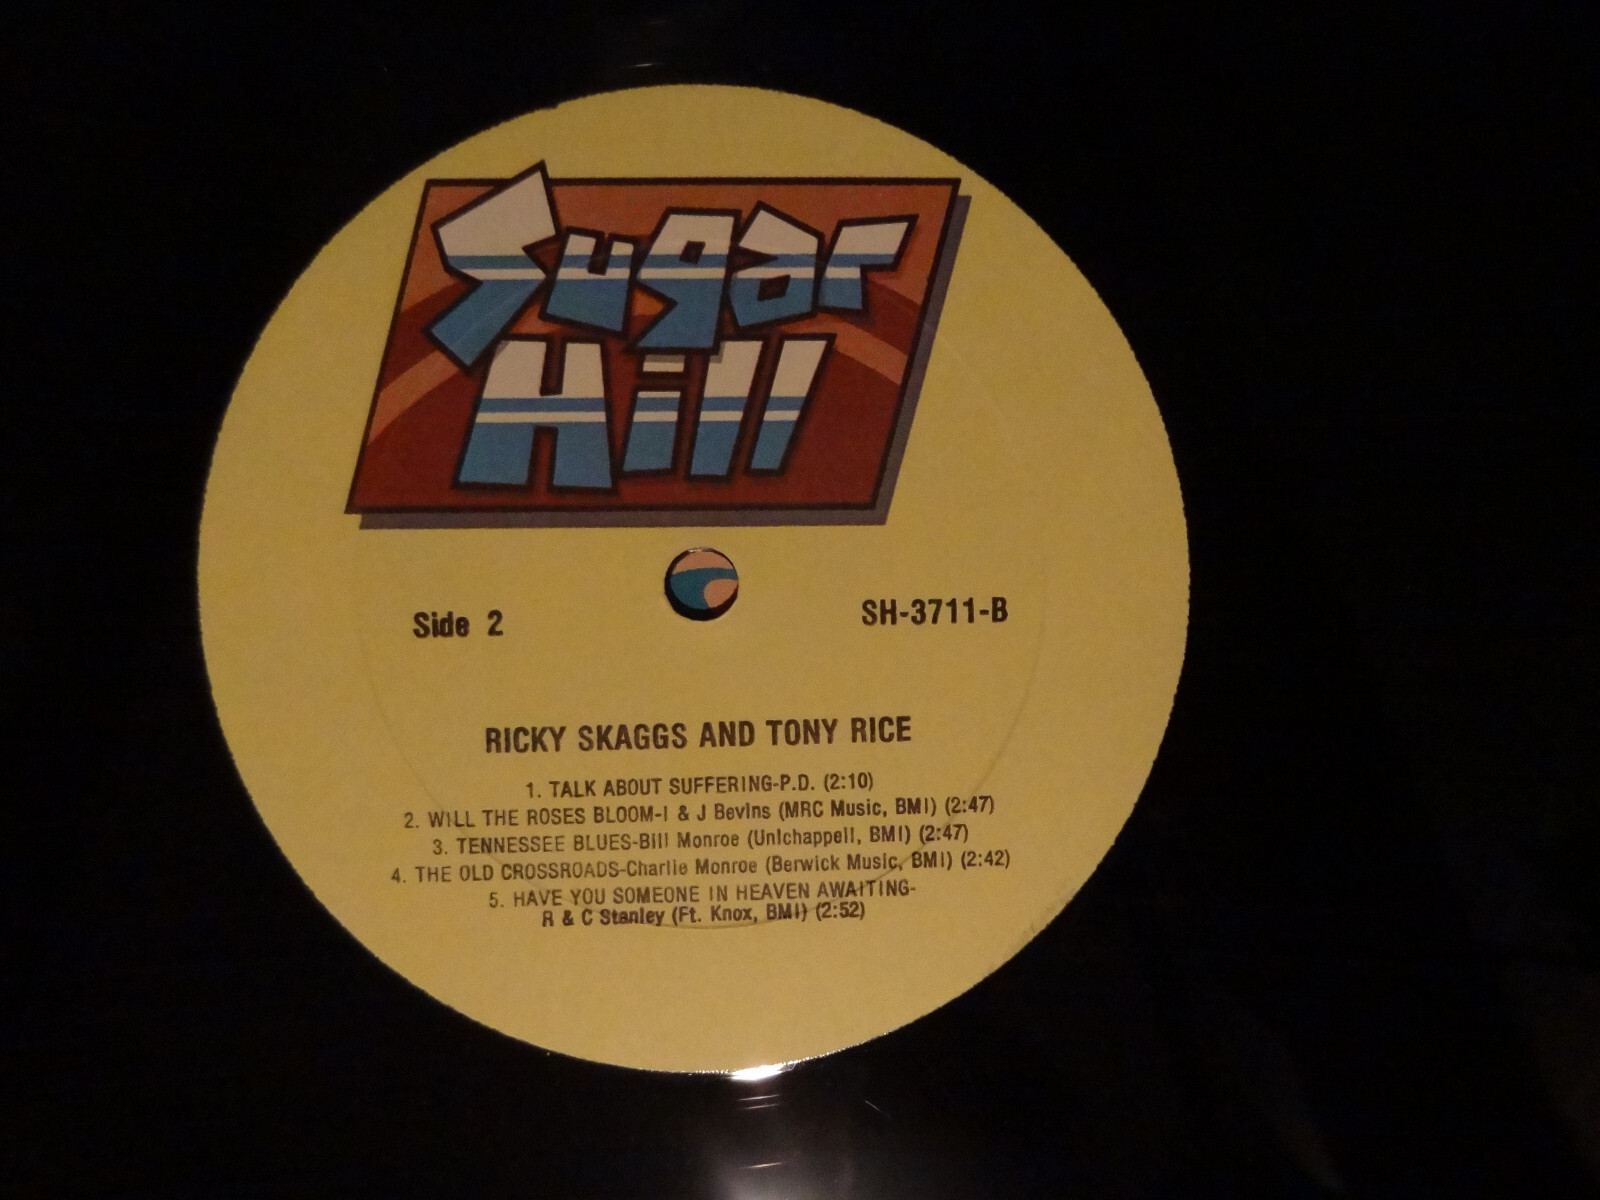 Sugar
Hill
Side 2
SH-3711-B
RICKY SKAGGS AND TONY RICE
1. TALK ABOUT SUFFERING-P.D. (2:10)
2. WILL THE ROSES BLOOM-I & J Bevins (MRC Music, BMI) (2:47)
3. TENNESSEE BLUES-Bill Monroe (Unichappell, BMI) (2:47)
4. THE OLD CROSSROADS-Charlie Monroe (Berwick Music, BMI) (2:42)
5. HAVE YOU SOMEONE IN HEAVEN AWAITING-
R & C Stanley (Ft. Knox, BMI) (2:52)